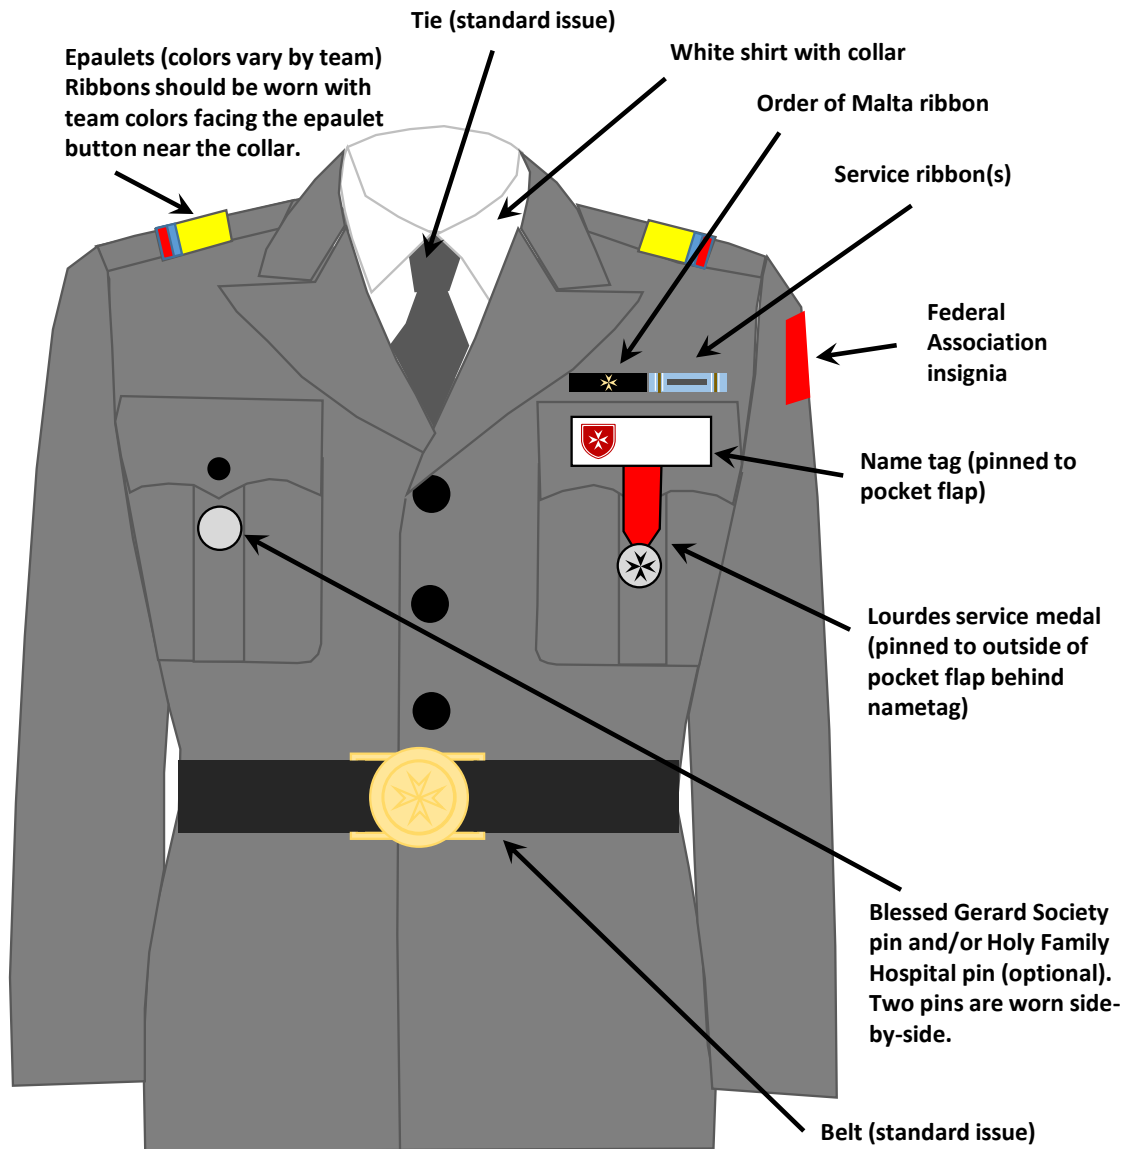 Tie (standard issue)
Epaulets (colors vary by team)
Ribbons should be worn with
team colors facing the epaulet
button near the collar.
White shirt with collar
Order of Malta ribbon
Service ribbon(s)
Federal
Association
insignia
Name tag (pinned to
pocket flap)
Lourdes service medal
(pinned to outside of
pocket flap behind
nametag)
Blessed Gerard Society
pin and/or Holy Family
Hospital pin (optional).
Two pins are worn side-
by-side.
Belt (standard issue)